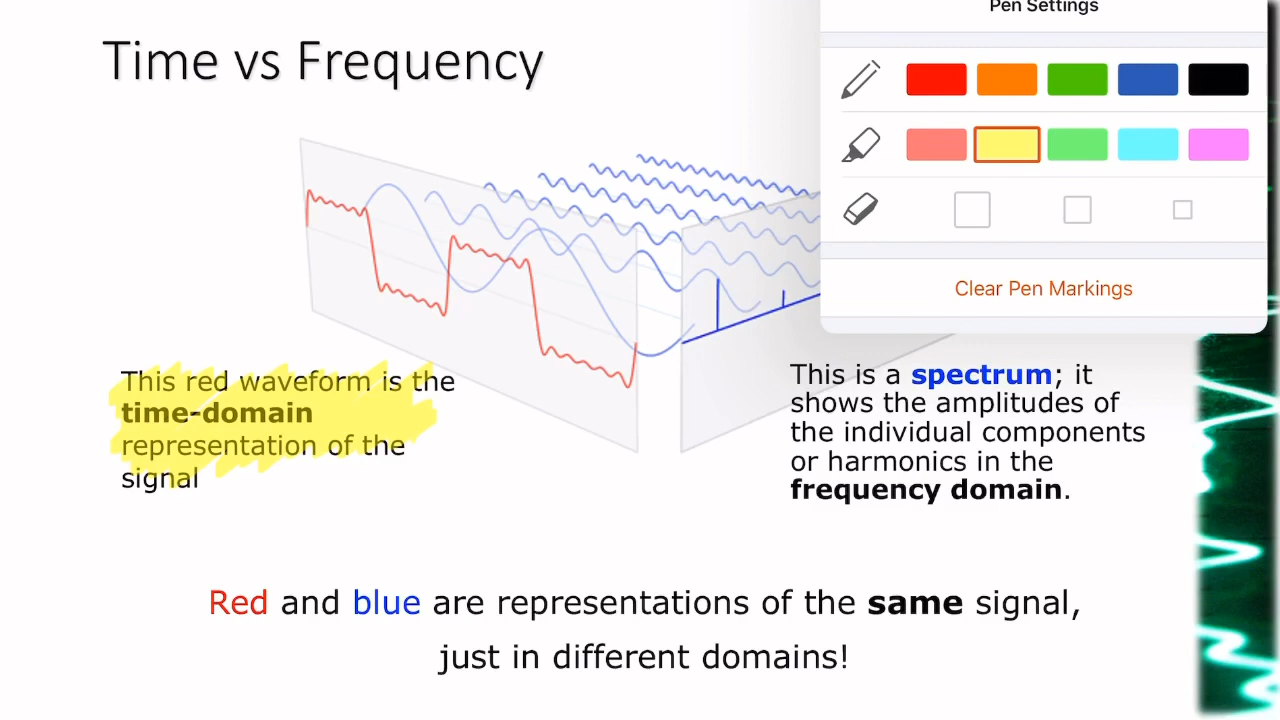 Pen Settings
Time vs Frequency
Clear Pen Markings
This red waveform is the
time-domain
representation of the
signal
This is a spectrum; it
shows the amplitudes of
the individual components
or harmonics in the
frequency domain.
Red and blue are representations of the same signal,
just in different domains!